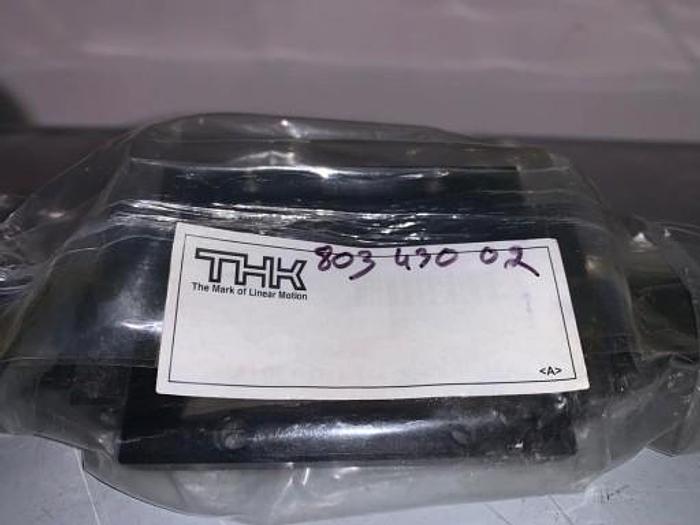 THK 803 430 02
The Mark of Linear Motion
<A>